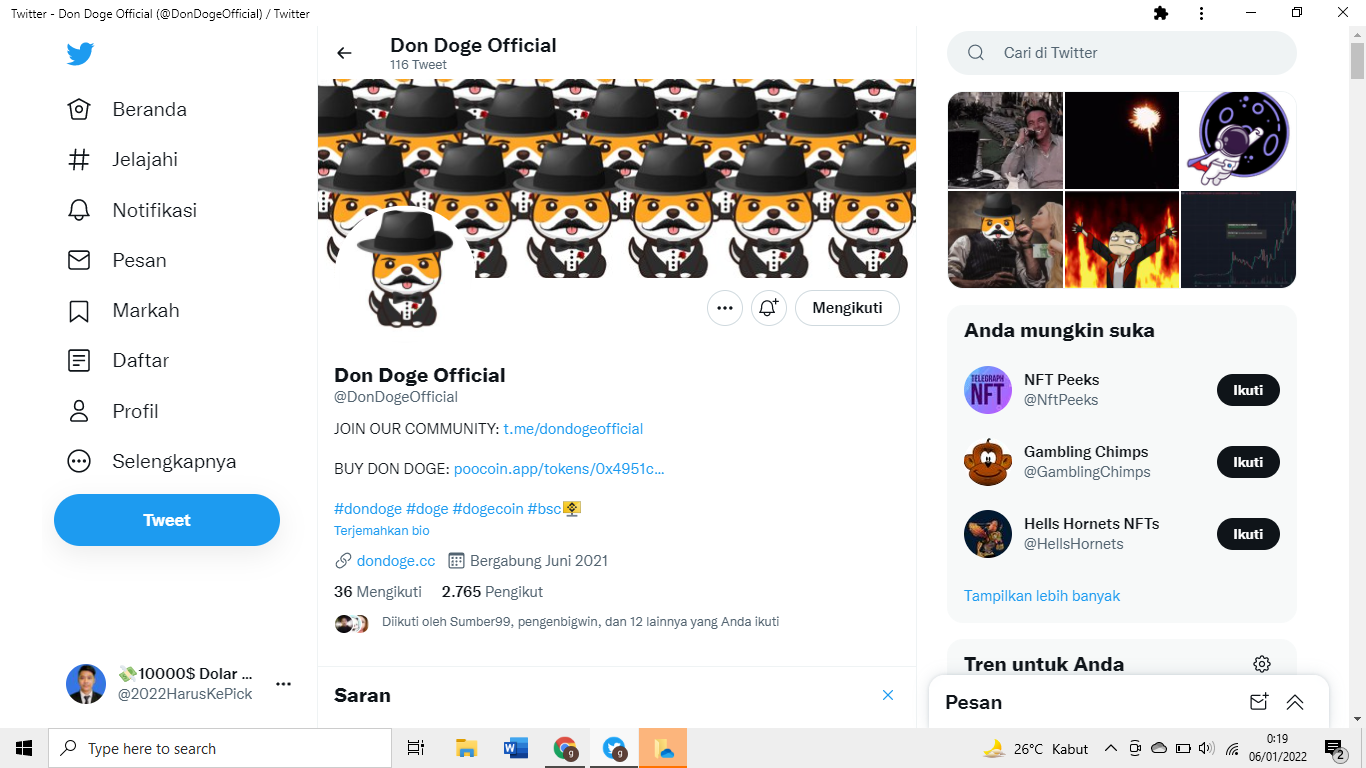 Twitter - Don Doge Official (@DonDogeOfficial) / Twitter
Beranda
Jelajahi
Notifikasi
Pesan
Markah
Daftar
Profil
Selengkapnya
Tweet
💸10000$ Dolar ...
@2022HarusKePick
Don Doge Official
116 Tweet
Mengikuti
Don Doge Official
@DonDogeOfficial
JOIN OUR COMMUNITY: t.me/dondogeofficial
BUY DON DOGE: poocoin.app/tokens/0x4951c...
#dondoge #doge #dogecoin #bsc
Terjemahkan bio
dondoge.cc Bergabung Juni 2021
36 Mengikuti 2.765 Pengikut
Diikuti oleh Sumber99, pengenbigwin, dan 12 lainnya yang Anda ikuti
Saran
Cari di Twitter
Anda mungkin suka
TELEGRAPH
NFT
NFT Peeks
@NftPeeks
Ikuti
Gambling Chimps
@GamblingChimps
Ikuti
Hells Hornets NFTs
@HellsHornets
Ikuti
Tampilkan lebih banyak
Tren untuk Anda
Pesan
Type here to search
W
g
g
26°C Kabut
0:19
06/01/2022
2